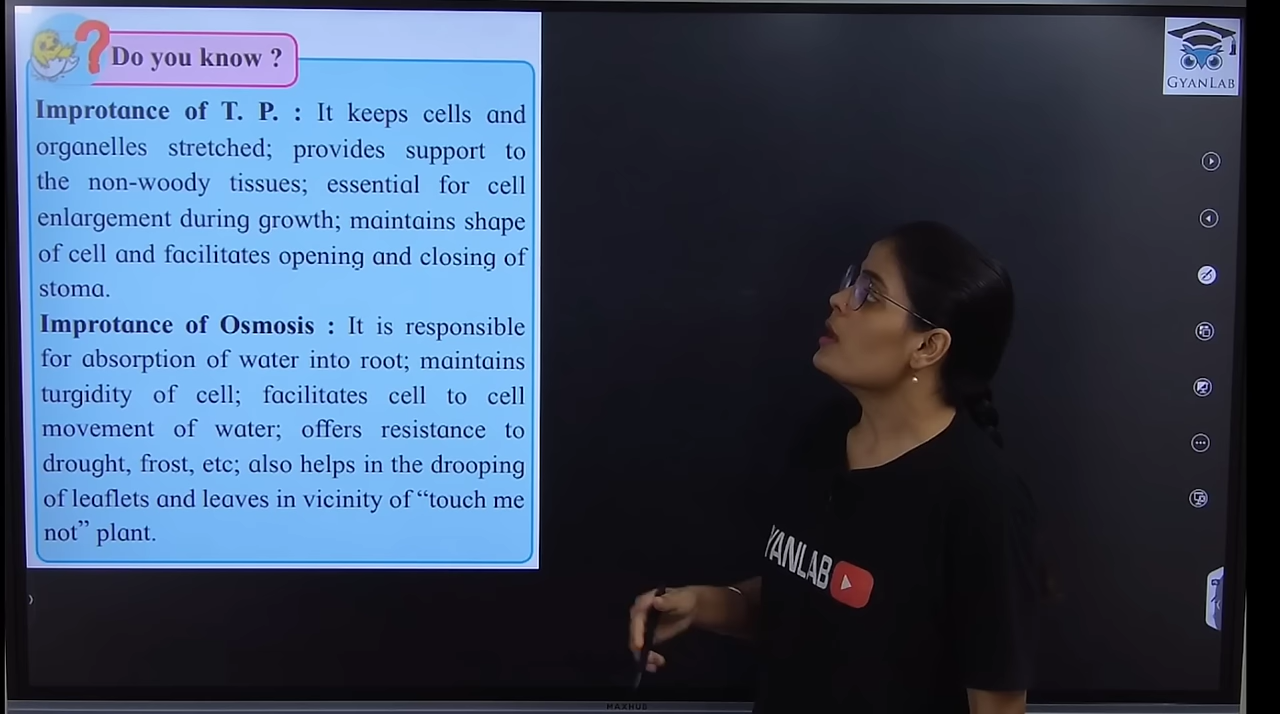 Do you know ?
Improtance of T. P. : It keeps cells and
organelles stretched; provides support to
the non-woody tissues; essential for cell
enlargement during growth; maintains shape
of cell and facilitates opening and closing of
stoma.
Improtance of Osmosis : It is responsible
for absorption of water into root; maintains
turgidity of cell; facilitates cell to cell
movement of water; offers resistance to
drought, frost, etc; also helps in the drooping
of leaflets and leaves in vicinity of “touch me
not” plant.
GYANLAB
YANLAB
MAXHUB